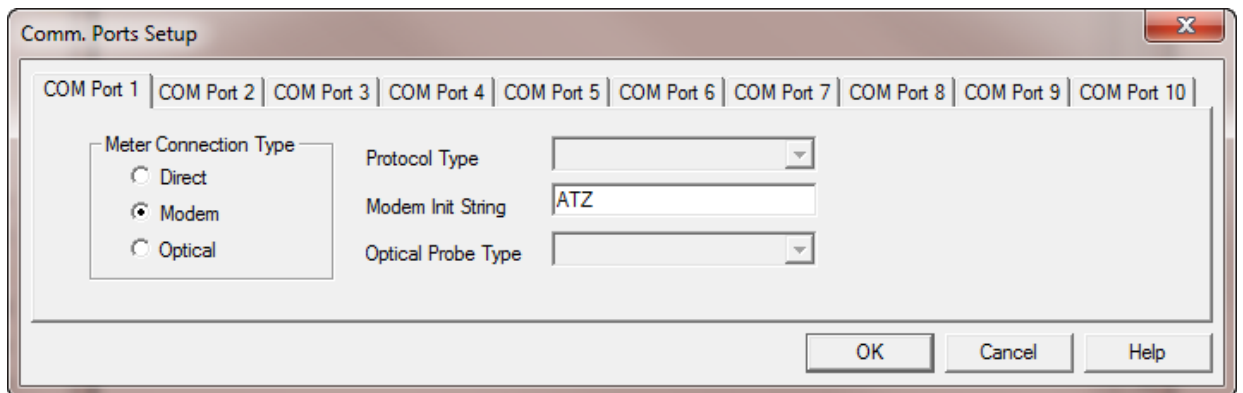 Comm. Ports Setup
COM Port 1 COM Port 2 COM Port 3 COM Port 4 COM Port 5 COM Port 6 COM Port 7 COM Port 8 COM Port 9 COM Port 10
Meter Connection Type
Direct
Modem
Optical
Protocol Type
Modem Init String ATZ
Optical Probe Type
OK Cancel Help